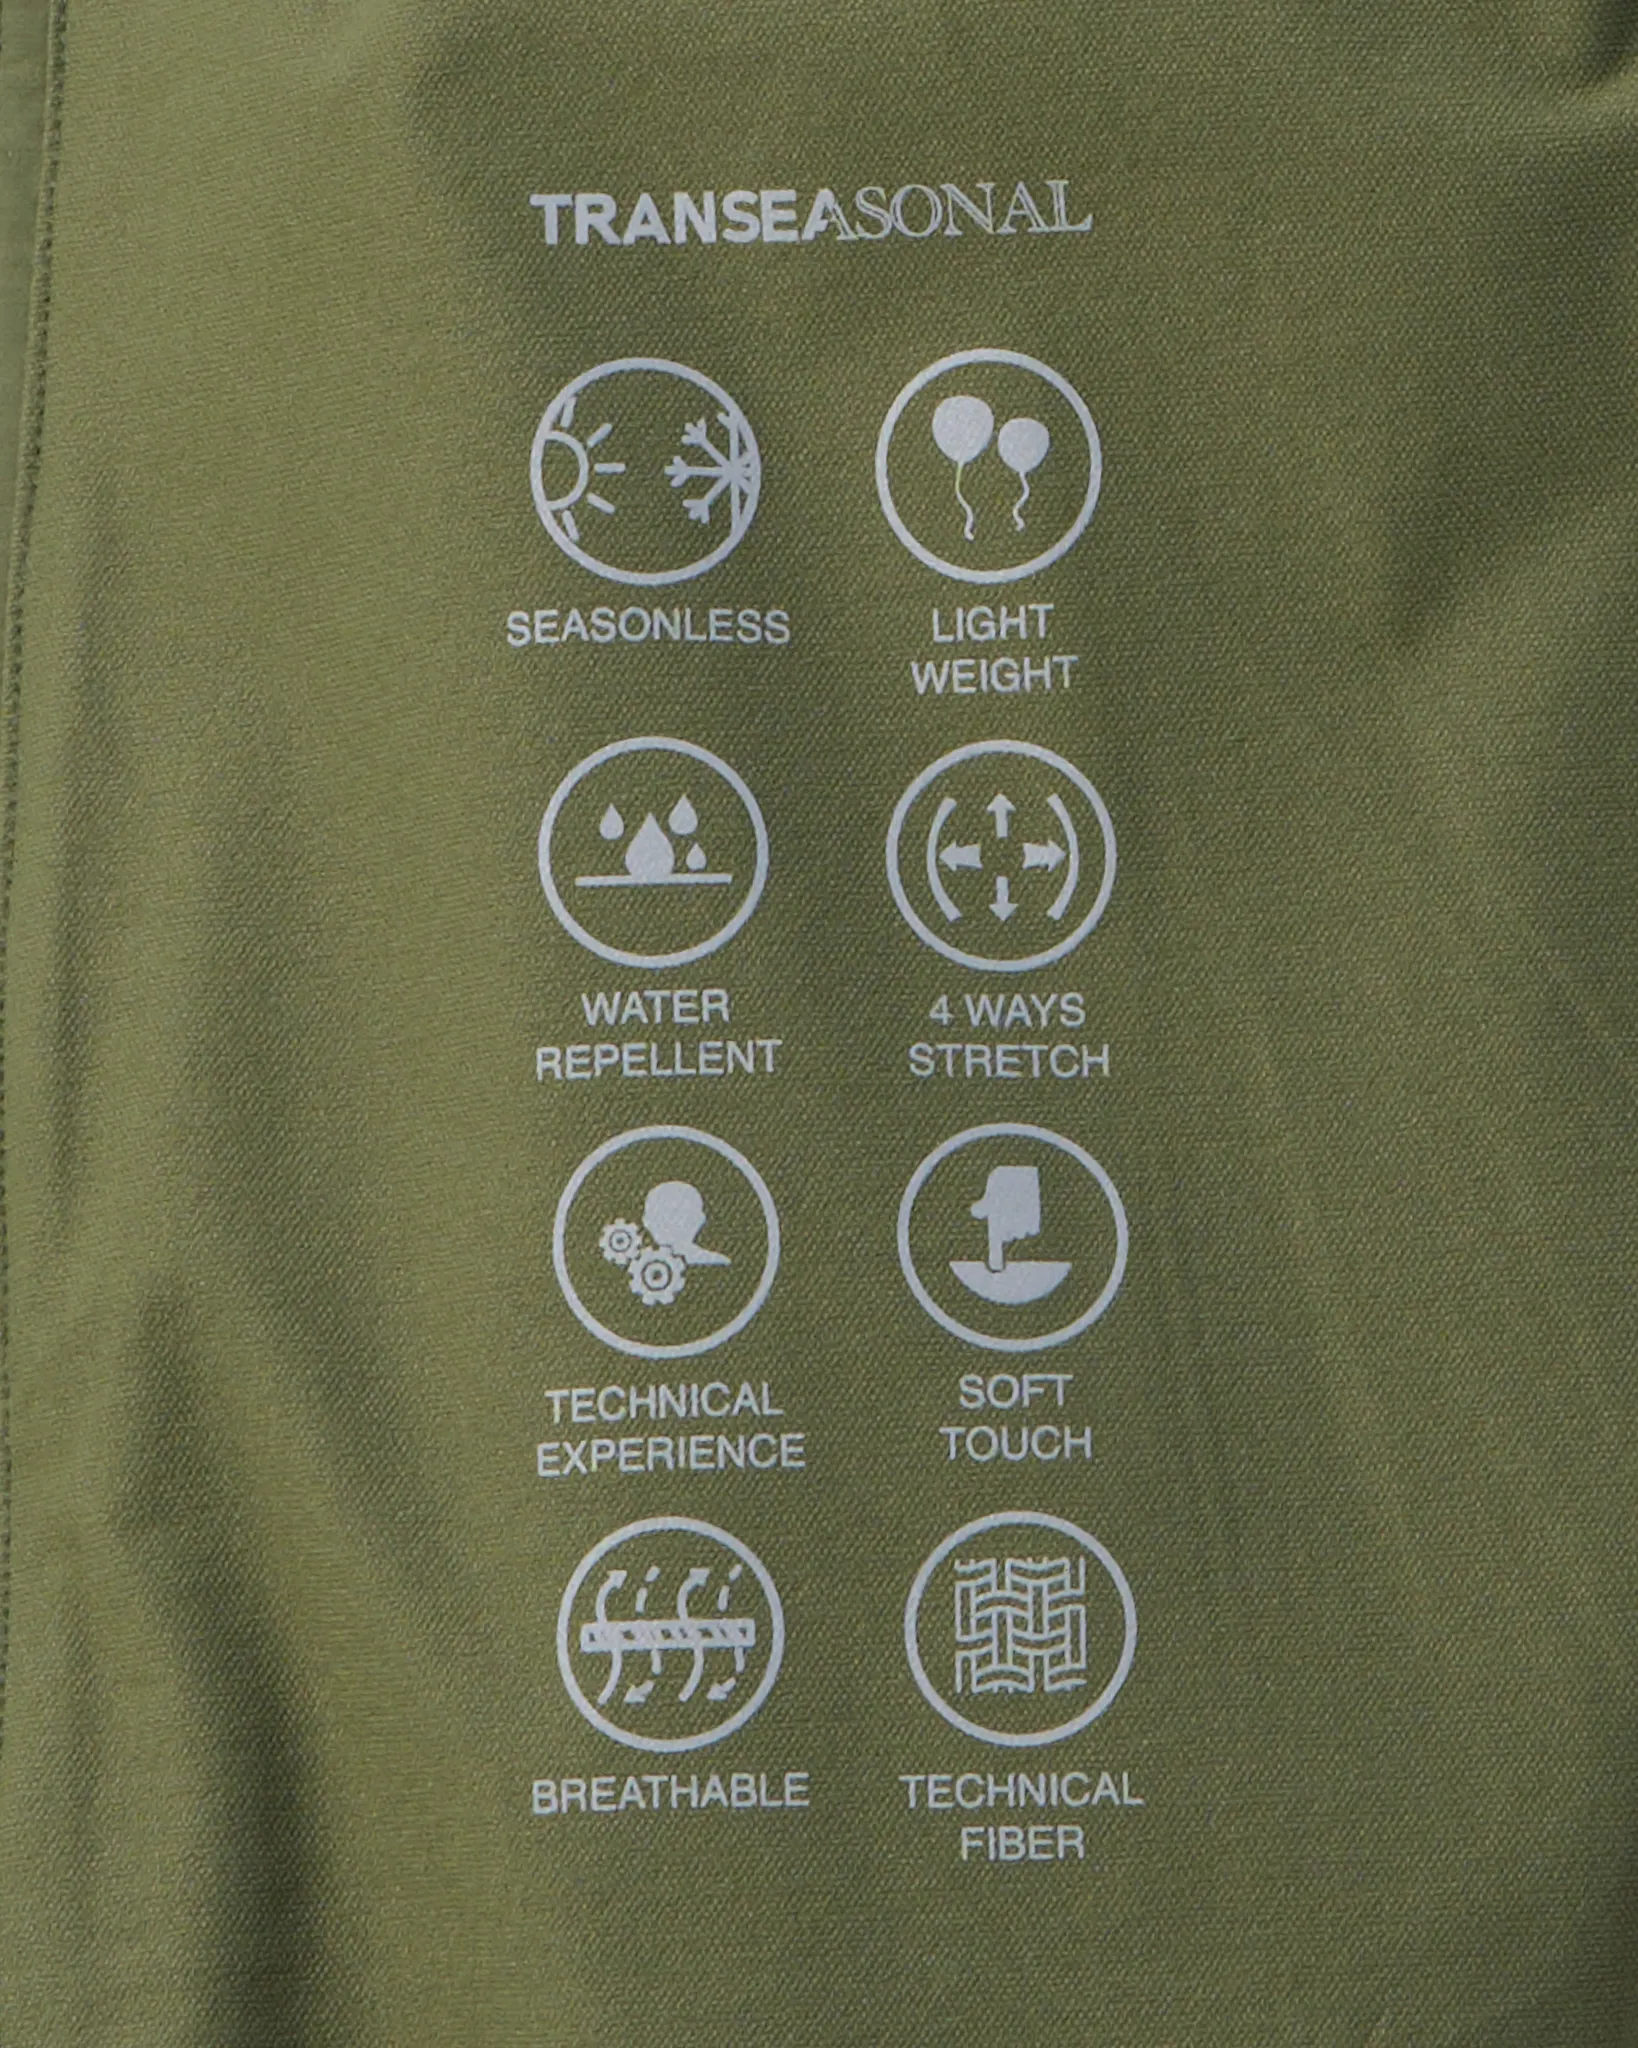 TRANSEASONAL
SEASONLESS
LIGHT
WEIGHT
WATER
REPELLENT
4 WAYS
STRETCH
TECHNICAL
EXPERIENCE
SOFT
TOUCH
BREATHABLE
TECHNICAL
FIBER